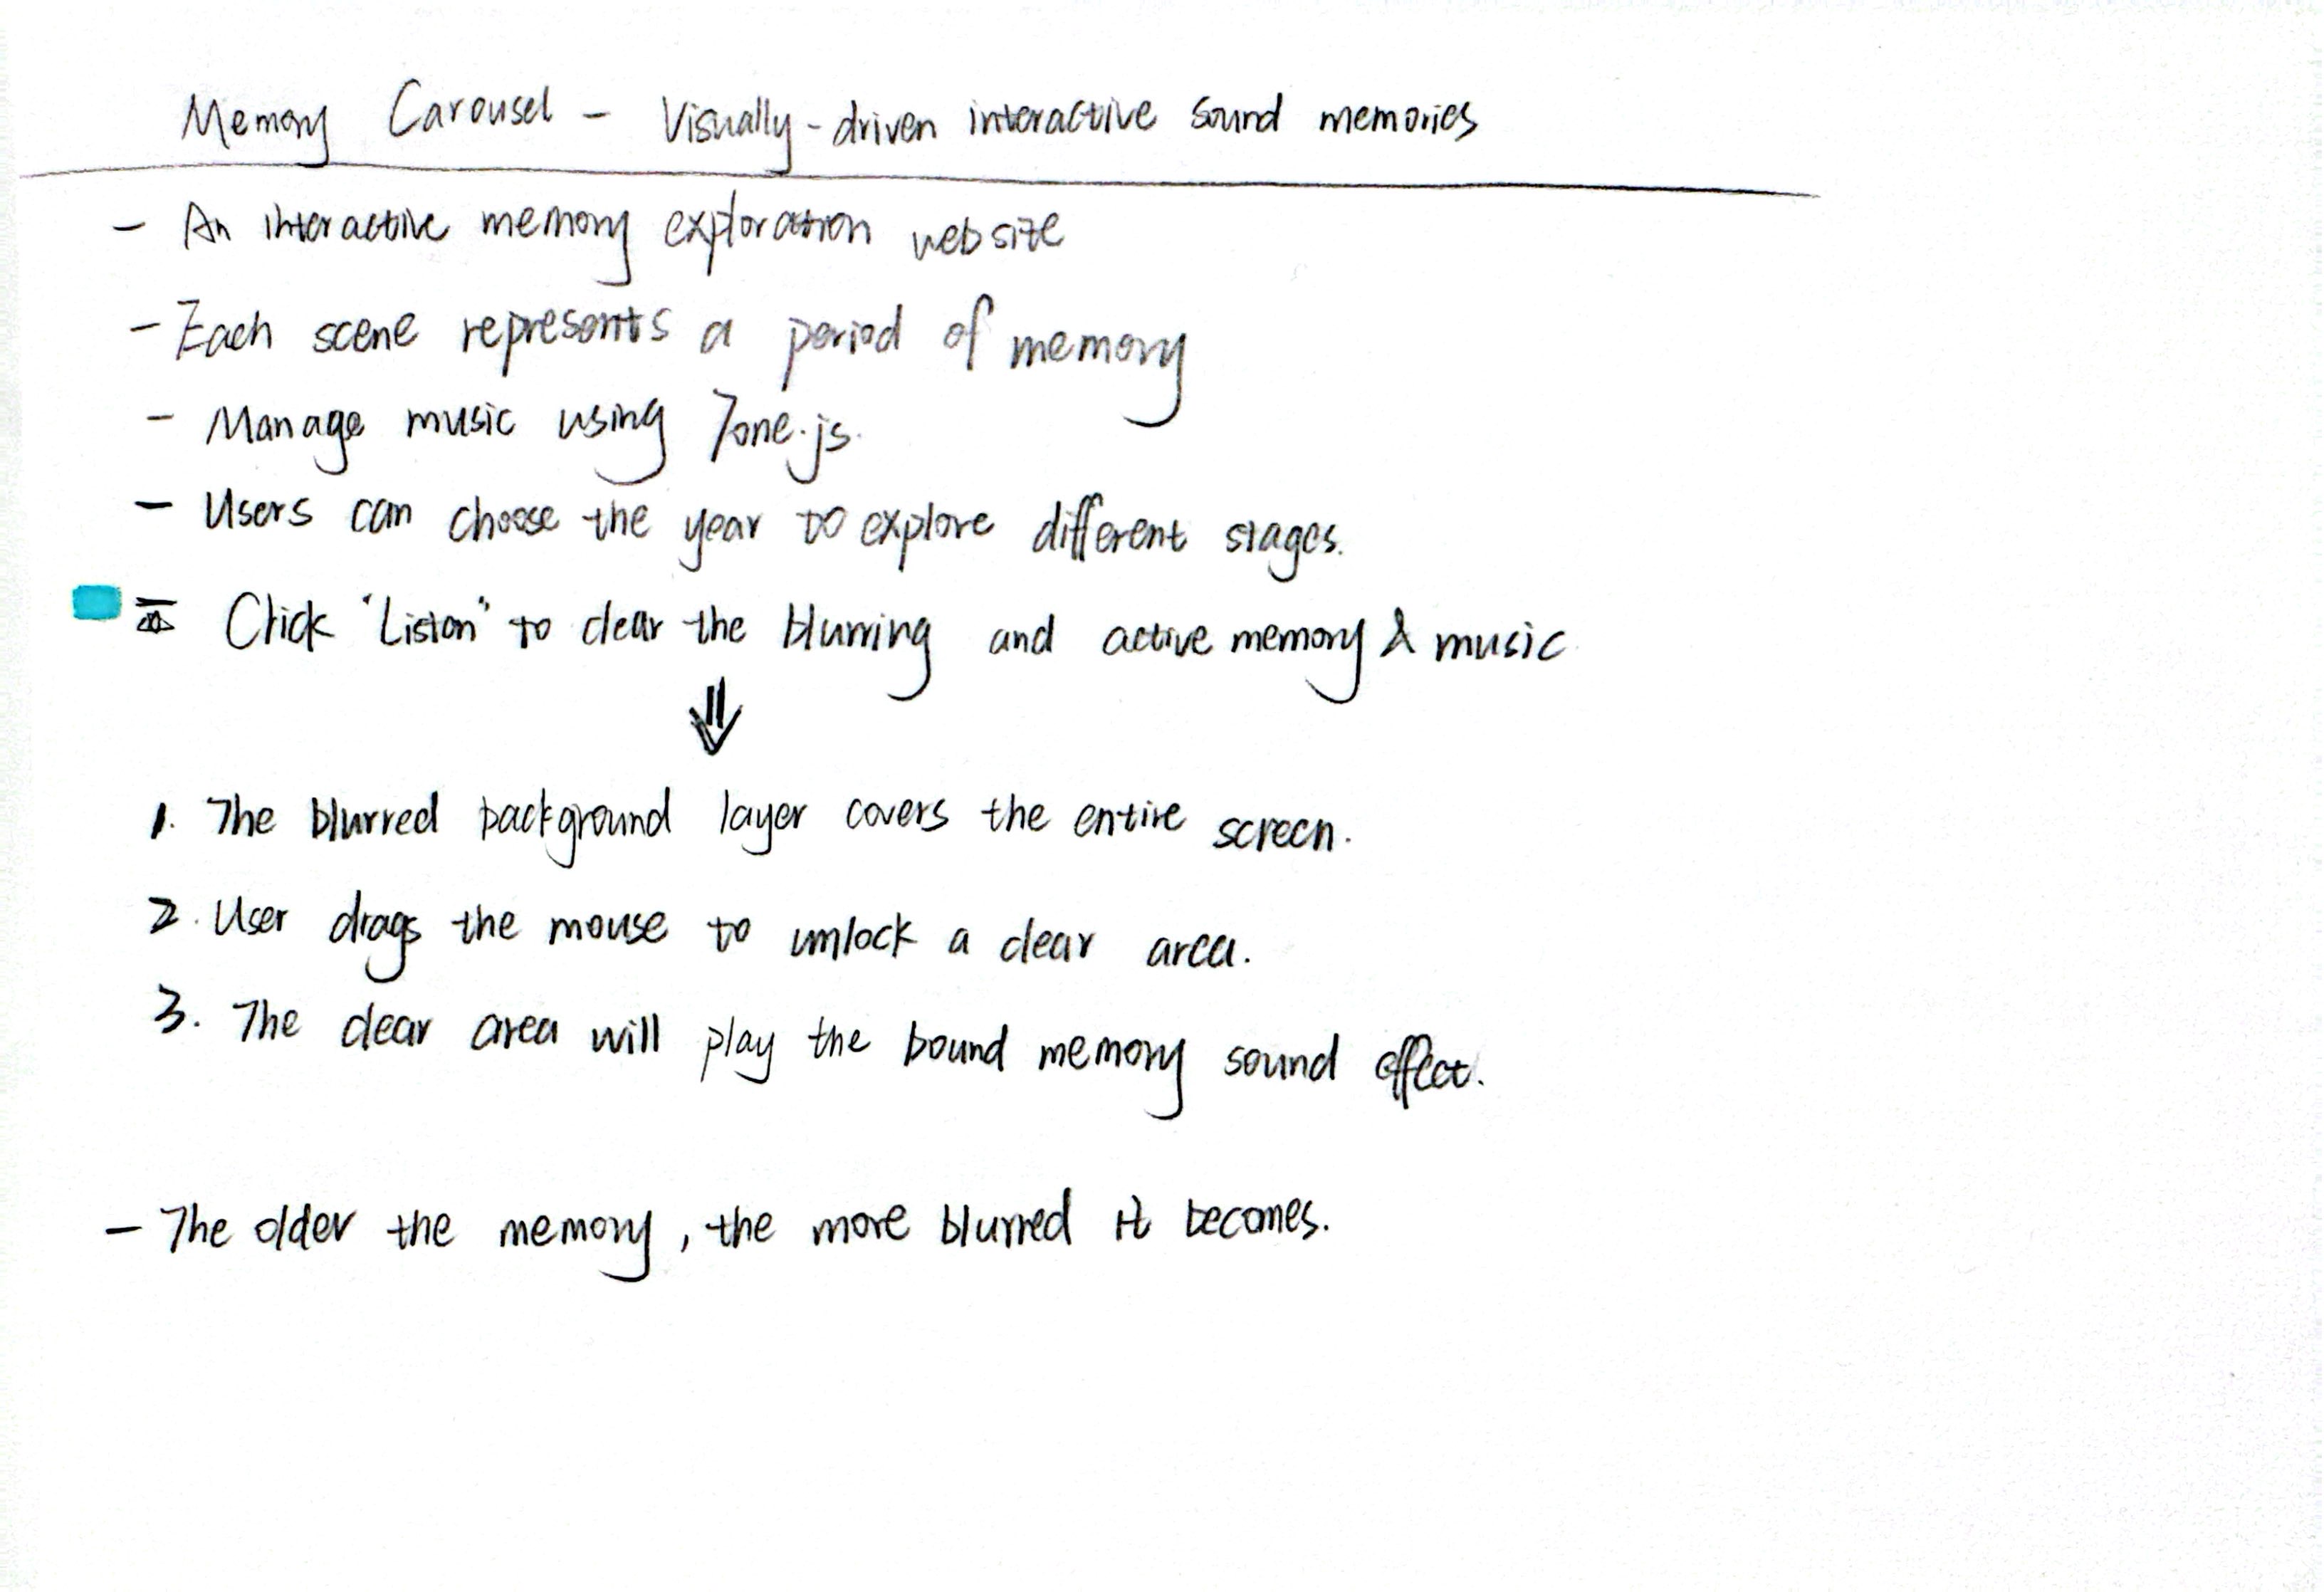 Memory Carousel - Visually-driven interactive sound memories
- An interactive memory exploration website
- Each scene represents a period of memory
- Manage music using Tone.js.
- Users can choose the year to explore different stages.
Click "Listen" to clear the blurring and active memory & music
⇓
1. The blurred background layer covers the entire screen.
2. User drags the mouse to unlock a clear area.
3. The clear area will play the bound memory sound effect.
- The older the memory, the more blurred it becomes.